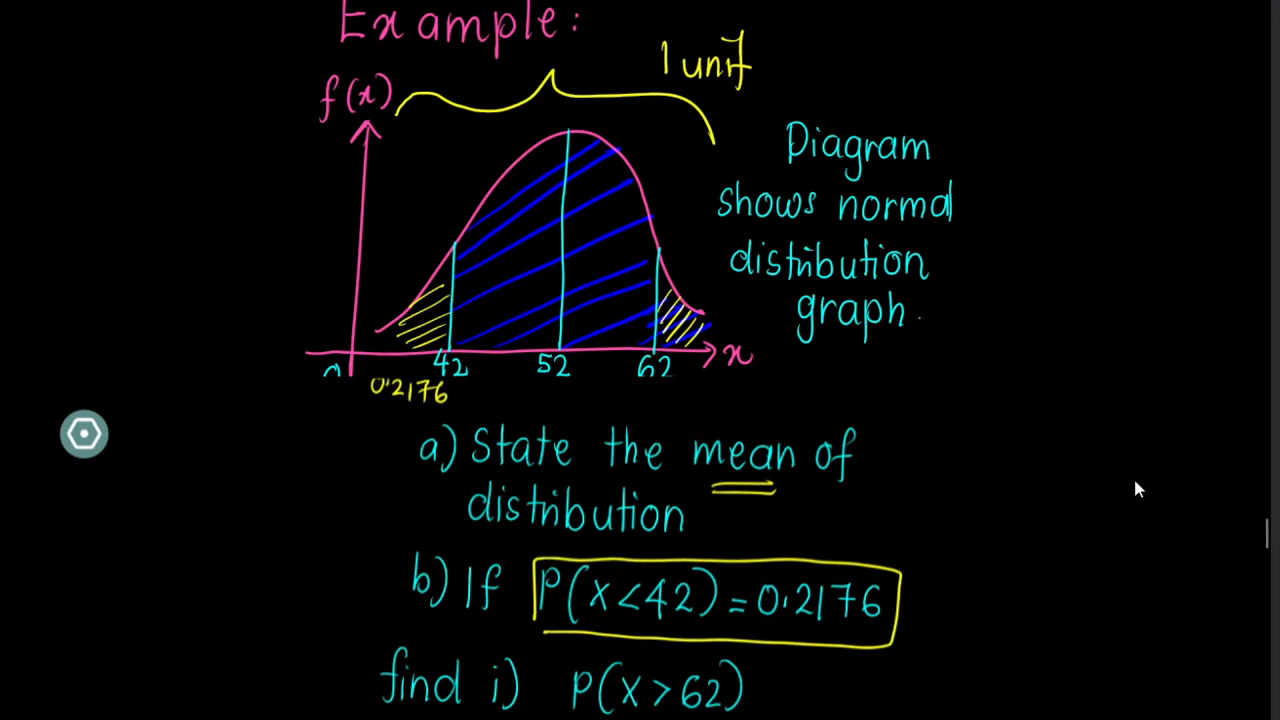 Example:
1 unit
f(x)
Diagram
shows normal
distribution
graph.
0 42 52 62 x
0.2176
a) State the mean of
distribution
b) If P(X<42) = 0.2176
find i) P(X>62)